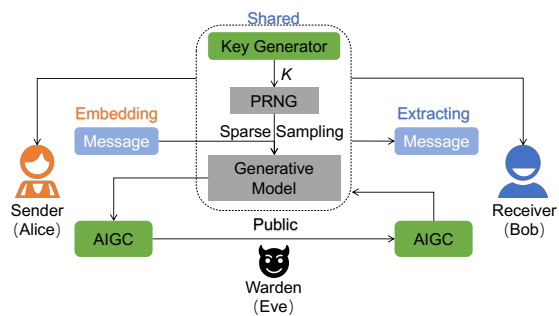 Shared
Key Generator
K
PRNG
Embedding
Extracting
Message
Sparse Sampling
Message
Generative
Model
Sender
(Alice)
Receiver
(Bob)
AIGC
Public
AIGC
Warden
(Eve)